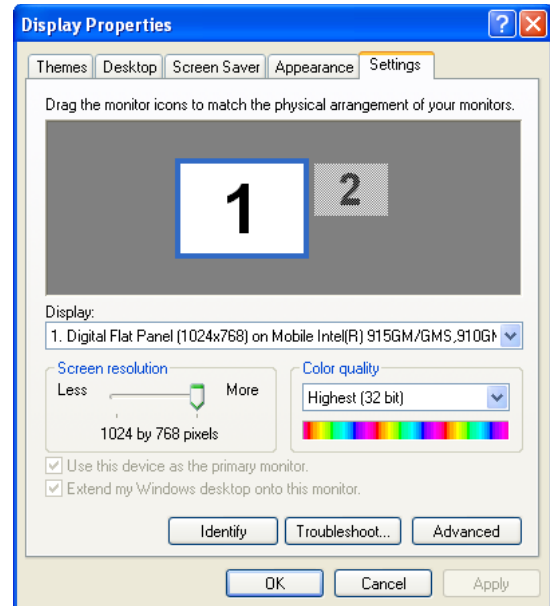 Display Properties
Themes Desktop Screen Saver Appearance Settings
Drag the monitor icons to match the physical arrangement of your monitors.
1 2
Display:
1. Digital Flat Panel (1024x768) on Mobile Intel(R) 915GM/GMS,910GM
Screen resolution Color quality
Less More Highest (32 bit)
1024 by 768 pixels
Use this device as the primary monitor.
Extend my Windows desktop onto this monitor.
Identify Troubleshoot... Advanced
OK Cancel Apply